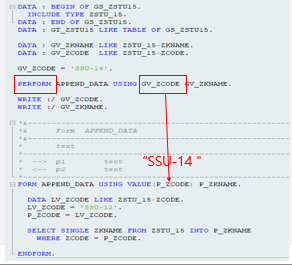 DATA : BEGIN OF GS_ZSTU15.
INCLUDE TYPE ZSTU_15.
DATA : END OF GS_ZSTU15.
DATA : GT_ZSTU15 LIKE TABLE OF GS_ZSTU15.
DATA : GV_ZKNAME LIKE ZSTU_15-ZKNAME.
DATA : GV_ZCODE LIKE ZSTU_15-ZCODE.
GV_ZCODE = 'SSU-14'.
PERFORM APPEND_DATA USING GV_ZCODE GV_ZKNAME.
WRITE :/ GV_ZCODE.
WRITE :/ GV_ZKNAME.
*&---------------------------------------------------------------------*
*& Form APPEND_DATA
*&---------------------------------------------------------------------*
* text
*----------------------------------------------------------------------*
* --> p1 text
* <-- p2 text
*----------------------------------------------------------------------*
“SSU-14 "
FORM APPEND_DATA USING VALUE(P_ZCODE) P_ZKNAME.
DATA LV_ZCODE LIKE ZSTU_15-ZCODE.
LV_ZCODE = 'SSU-12'.
P_ZCODE = LV_ZCODE.
SELECT SINGLE ZKNAME FROM ZSTU_15 INTO P_ZKNAME
WHERE ZCODE = P_ZCODE.
ENDFORM.